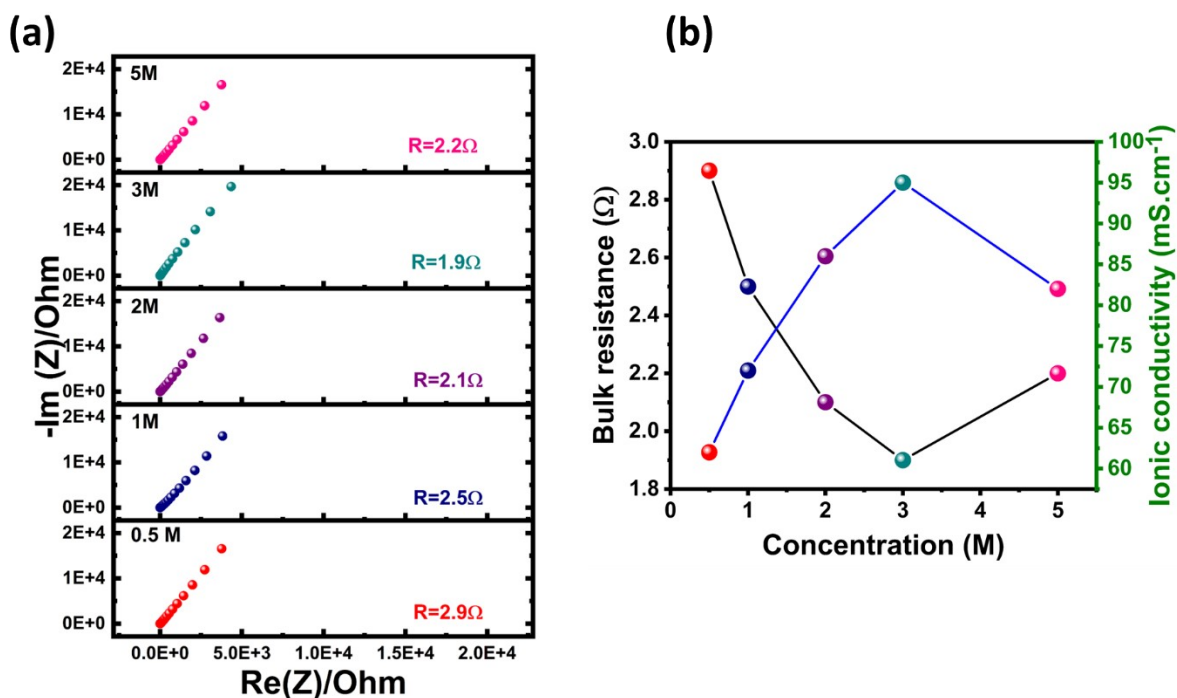 (a)
-Im (Z)/Ohm
5M
2E+4
1E+4
0E+0
R=2.2Ω
3M
2E+4
1E+4
0E+0
R=1.9Ω
2M
2E+4
1E+4
0E+0
R=2.1Ω
1M
2E+4
1E+4
0E+0
R=2.5Ω
0.5 M
2E+4
1E+4
0E+0
R=2.9Ω
0.0E+0 5.0E+3 1.0E+4 1.5E+4 2.0E+4
Re(Z)/Ohm
(b)
Bulk resistance (Ω)
3.0
2.8
2.6
2.4
2.2
2.0
1.8
0 1 2 3 4 5
Concentration (M)
100
95
90
85
80
75
70
65
60
Ionic conductivity (mS.cm⁻¹)